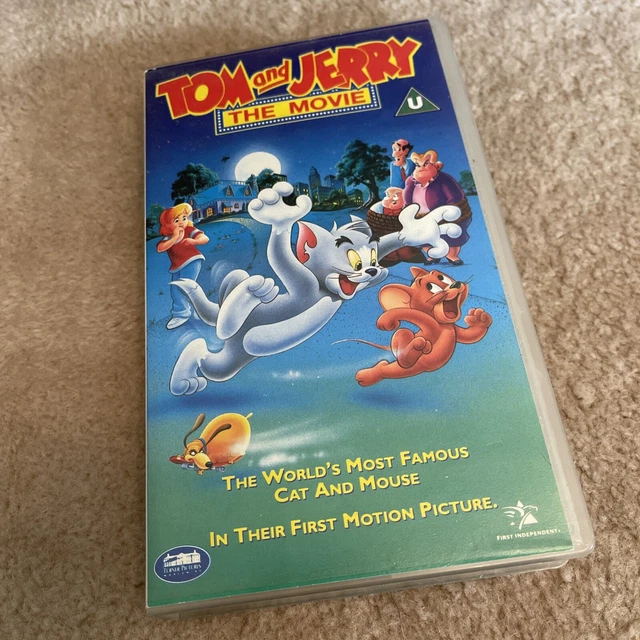 TOM and JERRY
THE MOVIE
U
THE WORLD'S MOST FAMOUS
CAT AND MOUSE
IN THEIR FIRST MOTION PICTURE.
FIRST INDEPENDENT